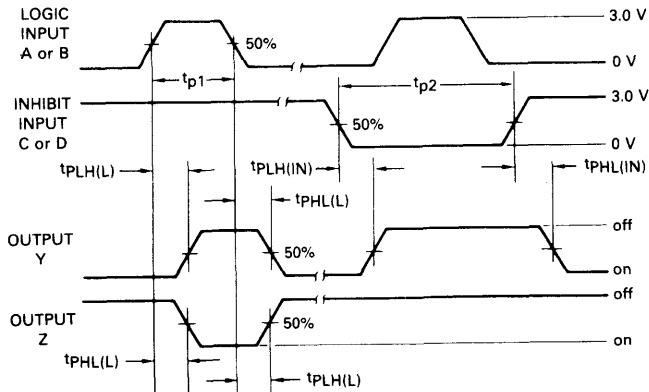 LOGIC
INPUT
A or B
50%
tp1
tp2
3.0 V
0 V
INHIBIT
INPUT
C or D
50%
3.0 V
0 V
tPLH(L)
tPLH(IN)
tPHL(IN)
tPHL(L)
OUTPUT
Y
50%
off
on
OUTPUT
Z
50%
off
on
tPHL(L)
tPLH(L)